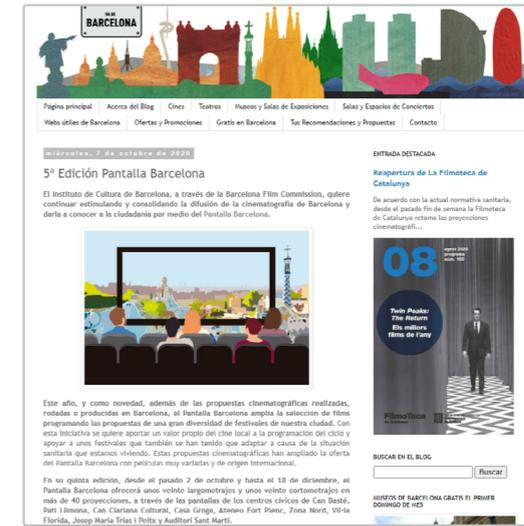 BARCELONA
Página principal
Acerca del Blog
Cines
Teatros
Museos y Salas de Exposiciones
Salas y Espacios de Conciertos
Webs útiles de Barcelona
Ofertas y Promociones
Gratis en Barcelona
Tus Recomendaciones y Propuestas
Contacto
miércoles, 7 de octubre de 2020
5ª Edición Pantalla Barcelona
El Instituto de Cultura de Barcelona, a través de la Barcelona Film Commission, quiere
continuar estimulando y consolidando la difusión de la cinematografía de Barcelona y
darla a conocer a la ciudadanía por medio del Pantalla Barcelona.
Este año, y como novedad, además de las propuestas cinematográficas realizadas,
rodadas o producidas en Barcelona, el Pantalla Barcelona amplia la selección de films
programando las propuestas de una gran diversidad de festivales de nuestra ciudad. Con
esta iniciativa se quiere aportar un valor propio del cine local a la programación del ciclo y
apoyar a unos festivales que también se han tenido que adaptar a causa de la situación
sanitaria que estamos viviendo. Estas propuestas cinematográficas han ampliado la oferta
del Pantalla Barcelona con películas muy variadas y de origen internacional.
En su quinta edición, desde el pasado 2 de octubre y hasta el 18 de diciembre, el
Pantalla Barcelona ofrecerá unos veinte largometrajes y unos veinte cortometrajes en
más de 40 proyecciones, a través de las pantallas de los centros cívicos de Can Basté,
Pati Llimona, Can Clariana Cultural, Casa Groga, Ateneu Fort Pienc, Zona Nord, Vil·la
Florida, Josep Maria Trias i Peitx y Auditori Sant Martí.
ENTRADA DESTACADA
Reapertura de La Filmoteca de
Catalunya
De acuerdo con la actual normativa sanitaria,
desde el pasado fin de semana la Filmoteca
de Catalunya retoma las proyecciones
cinematográfi...
08
agost 2020
programa
núm. 100
Twin Peaks:
The Return
Els millors
films de l'any
Filmoteca
de Catalunya
BUSCAR EN EL BLOG
Buscar
MUSEOS DE BARCELONA GRATIS EL PRIMER
DOMINGO DE MES